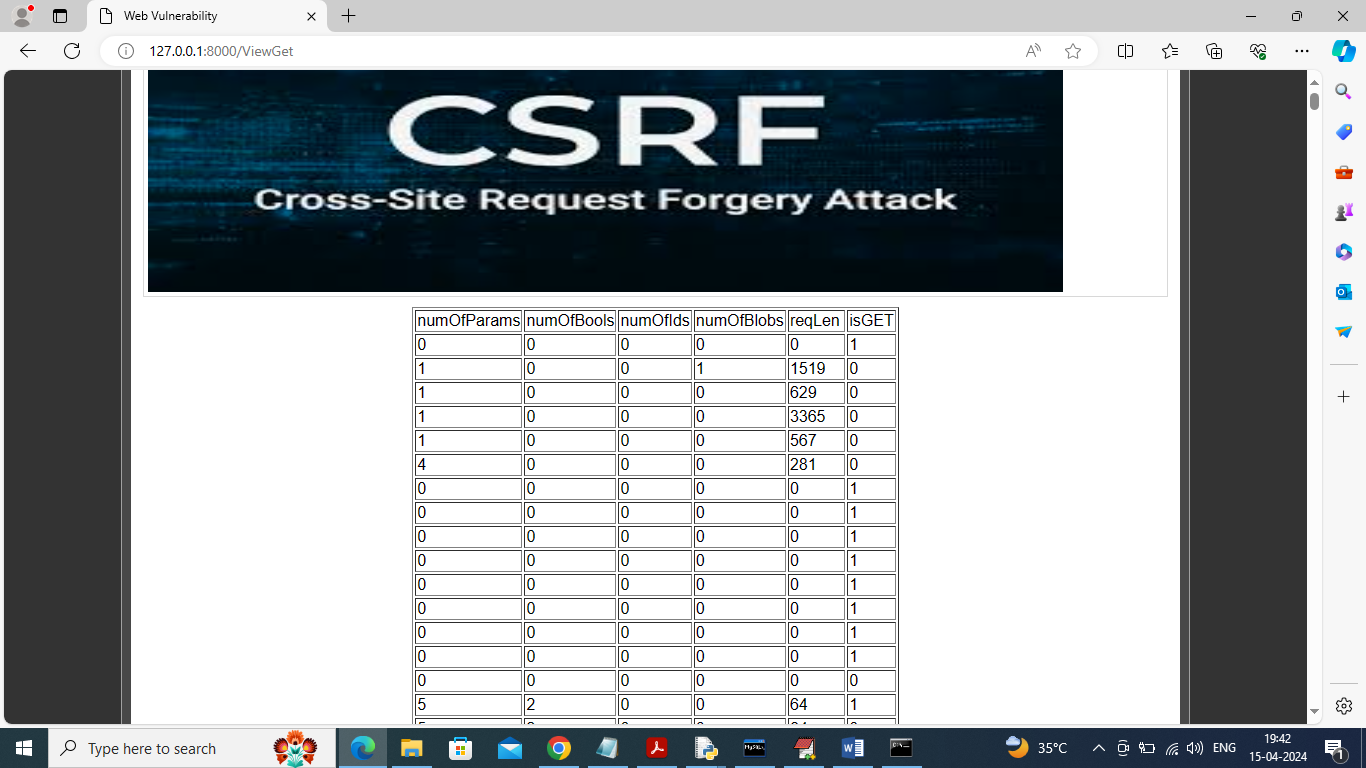 Web Vulnerability
127.0.0.1:8000/ViewGet
CSRF
Cross-Site Request Forgery Attack
numOfParams numOfBools numOfIds numOfBlobs reqLen isGET
0 0 0 0 0 1
1 0 0 1 1519 0
1 0 0 0 629 0
1 0 0 0 3365 0
1 0 0 0 567 0
4 0 0 0 281 0
0 0 0 0 0 1
0 0 0 0 0 1
0 0 0 0 0 1
0 0 0 0 0 1
0 0 0 0 0 1
0 0 0 0 0 1
0 0 0 0 0 1
0 0 0 0 0 1
0 0 0 0 0 0
5 2 0 0 64 1
Type here to search
35°C
ENG
19:42
15-04-2024
1